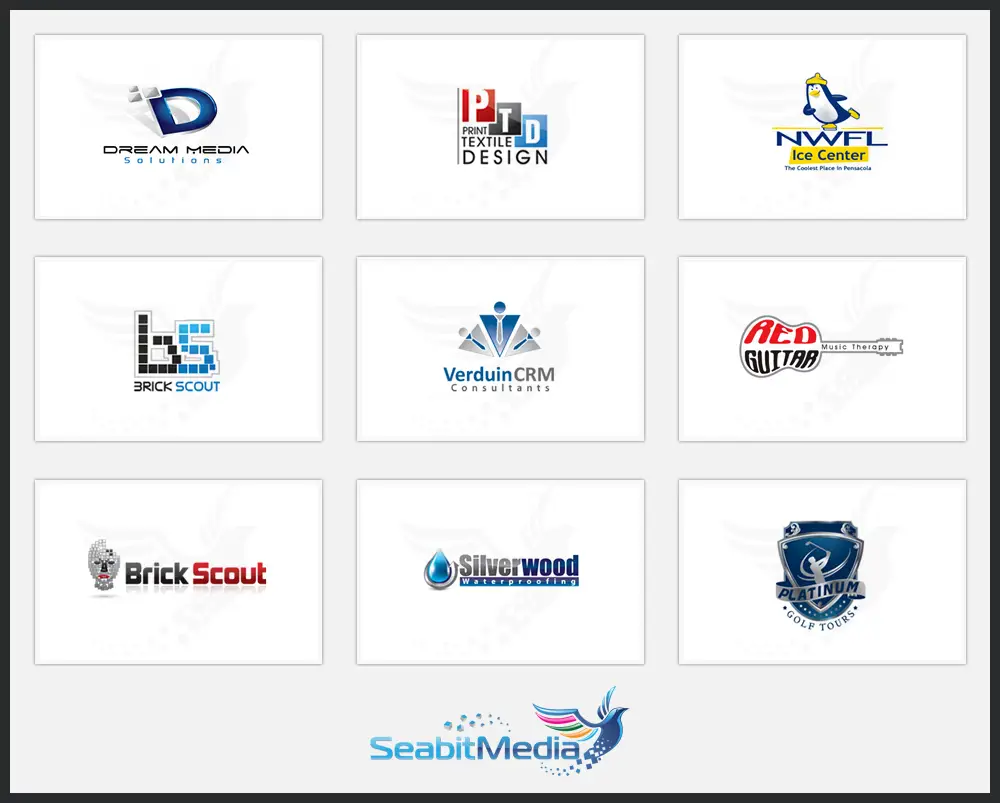 DREAM MEDIA
Solutions
P
T
D
PRINT
TEXTILE
DESIGN
NWFL
Ice Center
The Coolest Place in Pensacola
bs
BRICK SCOUT
VerduinCRM
Consultants
RED
GUITAR
Music Therapy
Brick Scout
Silverwood
Waterproofing
PLATINUM
GOLF TOURS
SeabitMedia